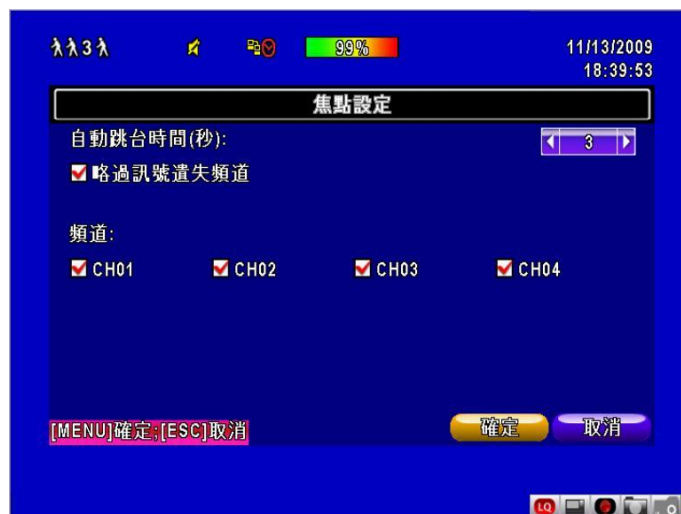 3
99%
11/13/2009
18:39:53
焦點設定
自動跳台時間(秒):
3
略過訊號遺失頻道
頻道:
CH01 CH02 CH03 CH04
[MENU]確定;[ESC]取消
確定 取消
LQ